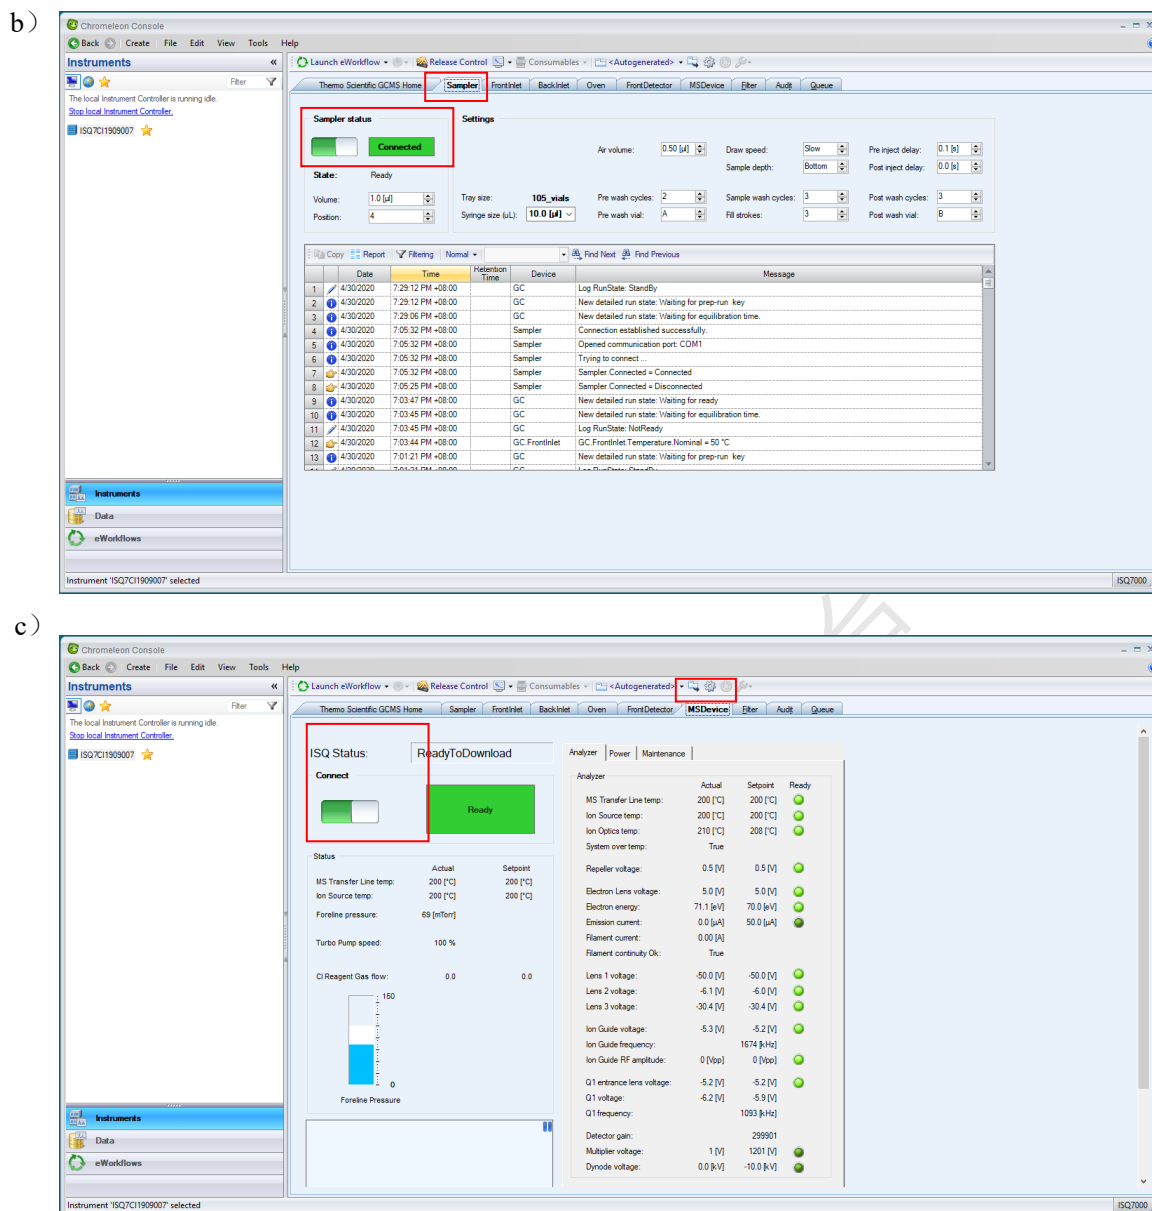 b）
Chromeleon Console
Back Create File Edit View Tools Help
Instruments «
Launch eWorkflow Release Control Consumables <Autogenerated>
Filter
Thermo Scientific GCMS Home Sampler FrontInlet BackInlet Oven FrontDetector MSDevice Filter Audit Queue
The local Instrument Controller is running idle.
Stop local Instrument Controller.
ISQ7CI1909007
Sampler status Settings
Connected
Air volume: 0.50 [µl] Draw speed: Slow Pre inject delay: 0.1 [s]
Sample depth: Bottom Post inject delay: 0.0 [s]
State: Ready
Volume: 1.0 [µl] Tray size: 105_vials Pre wash cycles: 2 Sample wash cycles: 3 Post wash cycles: 3
Position: 4 Syringe size (uL): 10.0 [µl] Pre wash vial: A Fill strokes: 3 Post wash vial: B
Copy Report Filtering Normal Find Next Find Previous
Date Time Retention Time Device Message
1 4/30/2020 7:29:12 PM +08:00 GC Log RunState: StandBy
2 4/30/2020 7:29:12 PM +08:00 GC New detailed run state: Waiting for prep-run key
3 4/30/2020 7:29:06 PM +08:00 GC New detailed run state: Waiting for equilibration time.
4 4/30/2020 7:05:32 PM +08:00 Sampler Connection established successfully.
5 4/30/2020 7:05:32 PM +08:00 Sampler Opened communication port: COM1
6 4/30/2020 7:05:32 PM +08:00 Sampler Trying to connect ...
7 4/30/2020 7:05:32 PM +08:00 Sampler Sampler.Connected = Connected
8 4/30/2020 7:05:25 PM +08:00 Sampler Sampler.Connected = Disconnected
9 4/30/2020 7:03:47 PM +08:00 GC New detailed run state: Waiting for ready
10 4/30/2020 7:03:45 PM +08:00 GC New detailed run state: Waiting for equilibration time.
11 4/30/2020 7:03:45 PM +08:00 GC Log RunState: NotReady
12 4/30/2020 7:03:44 PM +08:00 GC.FrontInlet GC.FrontInlet.Temperature.Nominal = 50 °C
13 4/30/2020 7:01:21 PM +08:00 GC New detailed run state: Waiting for prep-run key
Instruments
Data
eWorkflows
Instrument 'ISQ7CI1909007' selected ISQ7000
c）
Chromeleon Console
Back Create File Edit View Tools Help
Instruments «
Launch eWorkflow Release Control Consumables <Autogenerated>
Filter
Thermo Scientific GCMS Home Sampler FrontInlet BackInlet Oven FrontDetector MSDevice Filter Audit Queue
The local Instrument Controller is running idle.
Stop local Instrument Controller.
ISQ7CI1909007
ISQ Status: ReadyToDownload
Connect
Ready
Status
Actual Setpoint
MS Transfer Line temp: 200 [°C] 200 [°C]
Ion Source temp: 200 [°C] 200 [°C]
Foreline pressure: 69 [mTorr]
Turbo Pump speed: 100 %
CI Reagent Gas flow: 0.0 0.0
150
0
Foreline Pressure
Analyzer Power Maintenance
Analyzer
Actual Setpoint Ready
MS Transfer Line temp: 200 [°C] 200 [°C]
Ion Source temp: 200 [°C] 200 [°C]
Ion Optics temp: 210 [°C] 208 [°C]
System over temp: True
Repeller voltage: 0.5 [V] 0.5 [V]
Electron Lens voltage: 5.0 [V] 5.0 [V]
Electron energy: 71.1 [eV] 70.0 [eV]
Emission current: 0.0 [µA] 50.0 [µA]
Filament current: 0.00 [A]
Filament continuity Ok: True
Lens 1 voltage: -50.0 [V] -50.0 [V]
Lens 2 voltage: -6.1 [V] -6.0 [V]
Lens 3 voltage: -30.4 [V] -30.4 [V]
Ion Guide voltage: -5.3 [V] -5.2 [V]
Ion Guide frequency: 1674 [kHz]
Ion Guide RF amplitude: 0 [Vpp] 0 [Vpp]
Q1 entrance lens voltage: -5.2 [V] -5.2 [V]
Q1 voltage: -6.2 [V] -5.9 [V]
Q1 frequency: 1093 [kHz]
Detector gain: 299901
Multiplier voltage: 1 [V] 1201 [V]
Dynode voltage: 0.0 [kV] -10.0 [kV]
Instruments
Data
eWorkflows
Instrument 'ISQ7CI1909007' selected ISQ7000